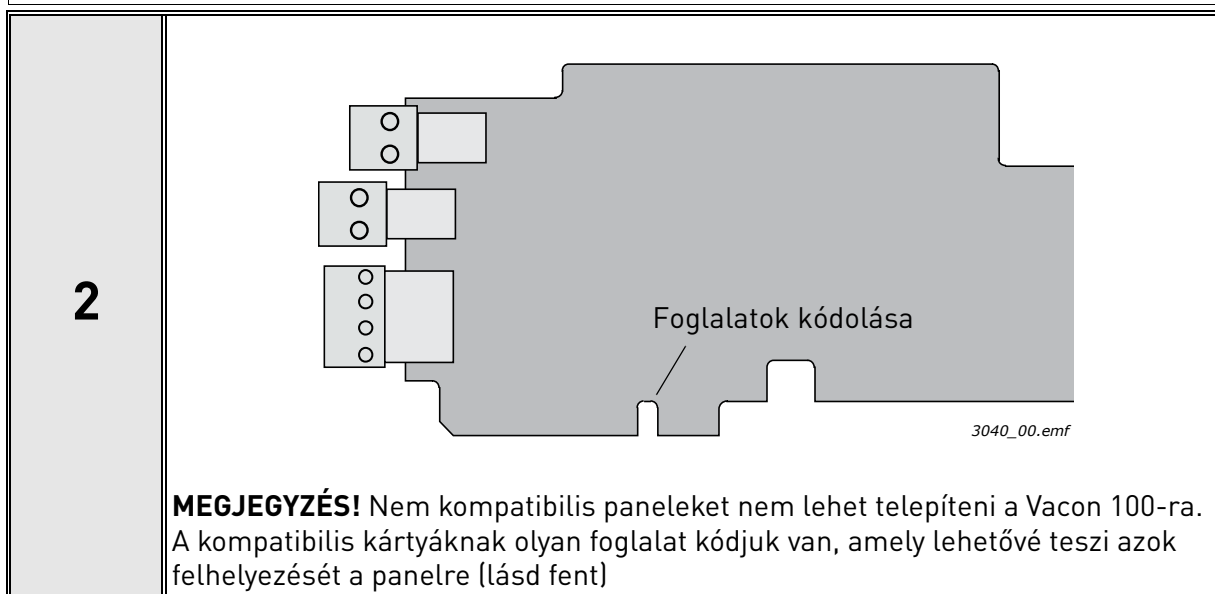 2
Foglalatok kódolása
3040_00.emf
MEGJEGYZÉS! Nem kompatibilis paneleket nem lehet telepíteni a Vacon 100-ra.
A kompatibilis kártyáknak olyan foglalat kódjuk van, amely lehetővé teszi azok
felhelyezését a panelre (lásd fent)